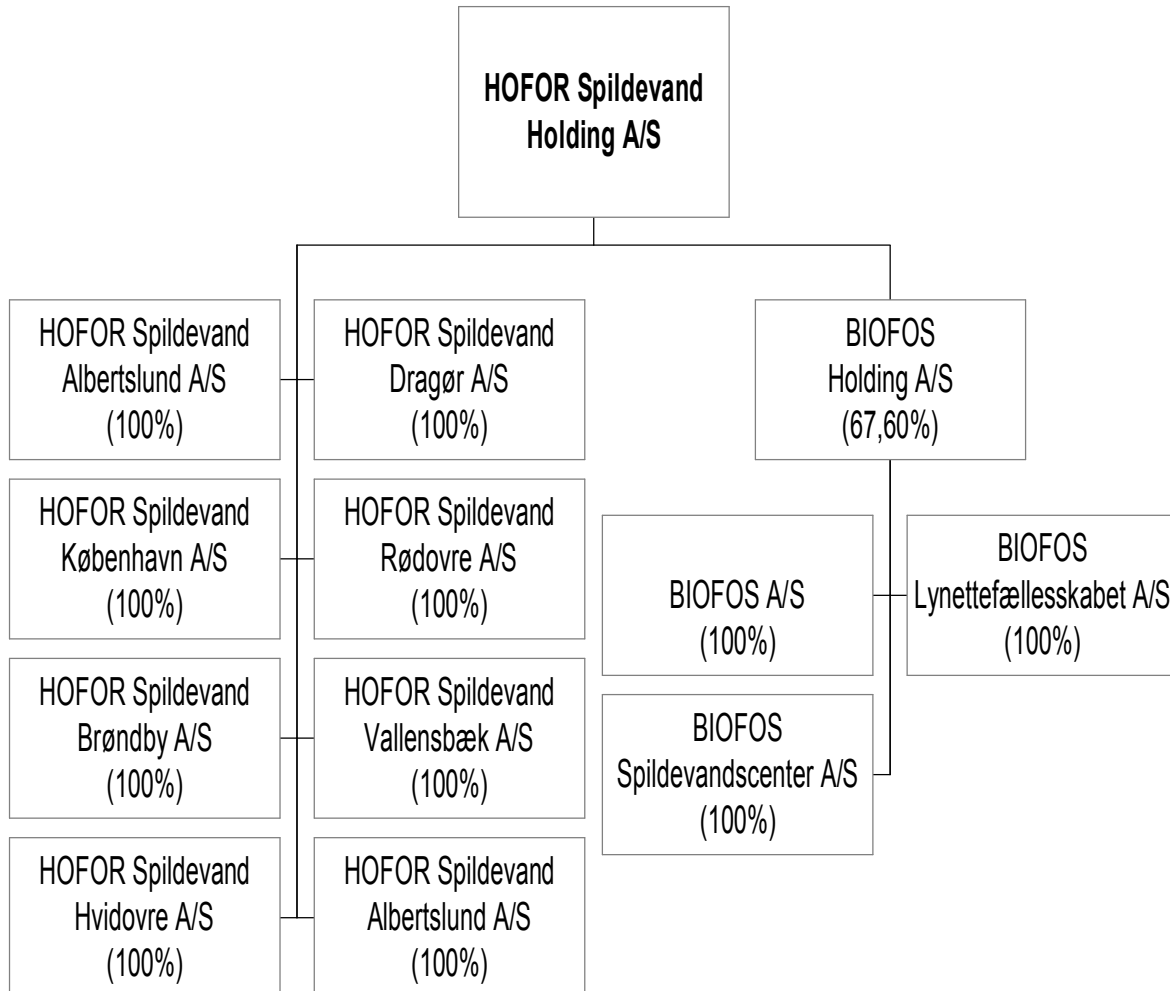 HOFOR Spildevand
Holding A/S
HOFOR Spildevand
Albertslund A/S
(100%)
HOFOR Spildevand
Dragør A/S
(100%)
BIOFOS
Holding A/S
(67,60%)
HOFOR Spildevand
København A/S
(100%)
HOFOR Spildevand
Rødovre A/S
(100%)
BIOFOS A/S
(100%)
BIOFOS
Lynettefællesskabet A/S
(100%)
HOFOR Spildevand
Brøndby A/S
(100%)
HOFOR Spildevand
Vallensbæk A/S
(100%)
BIOFOS
Spildevandscenter A/S
(100%)
HOFOR Spildevand
Hvidovre A/S
(100%)
HOFOR Spildevand
Albertslund A/S
(100%)